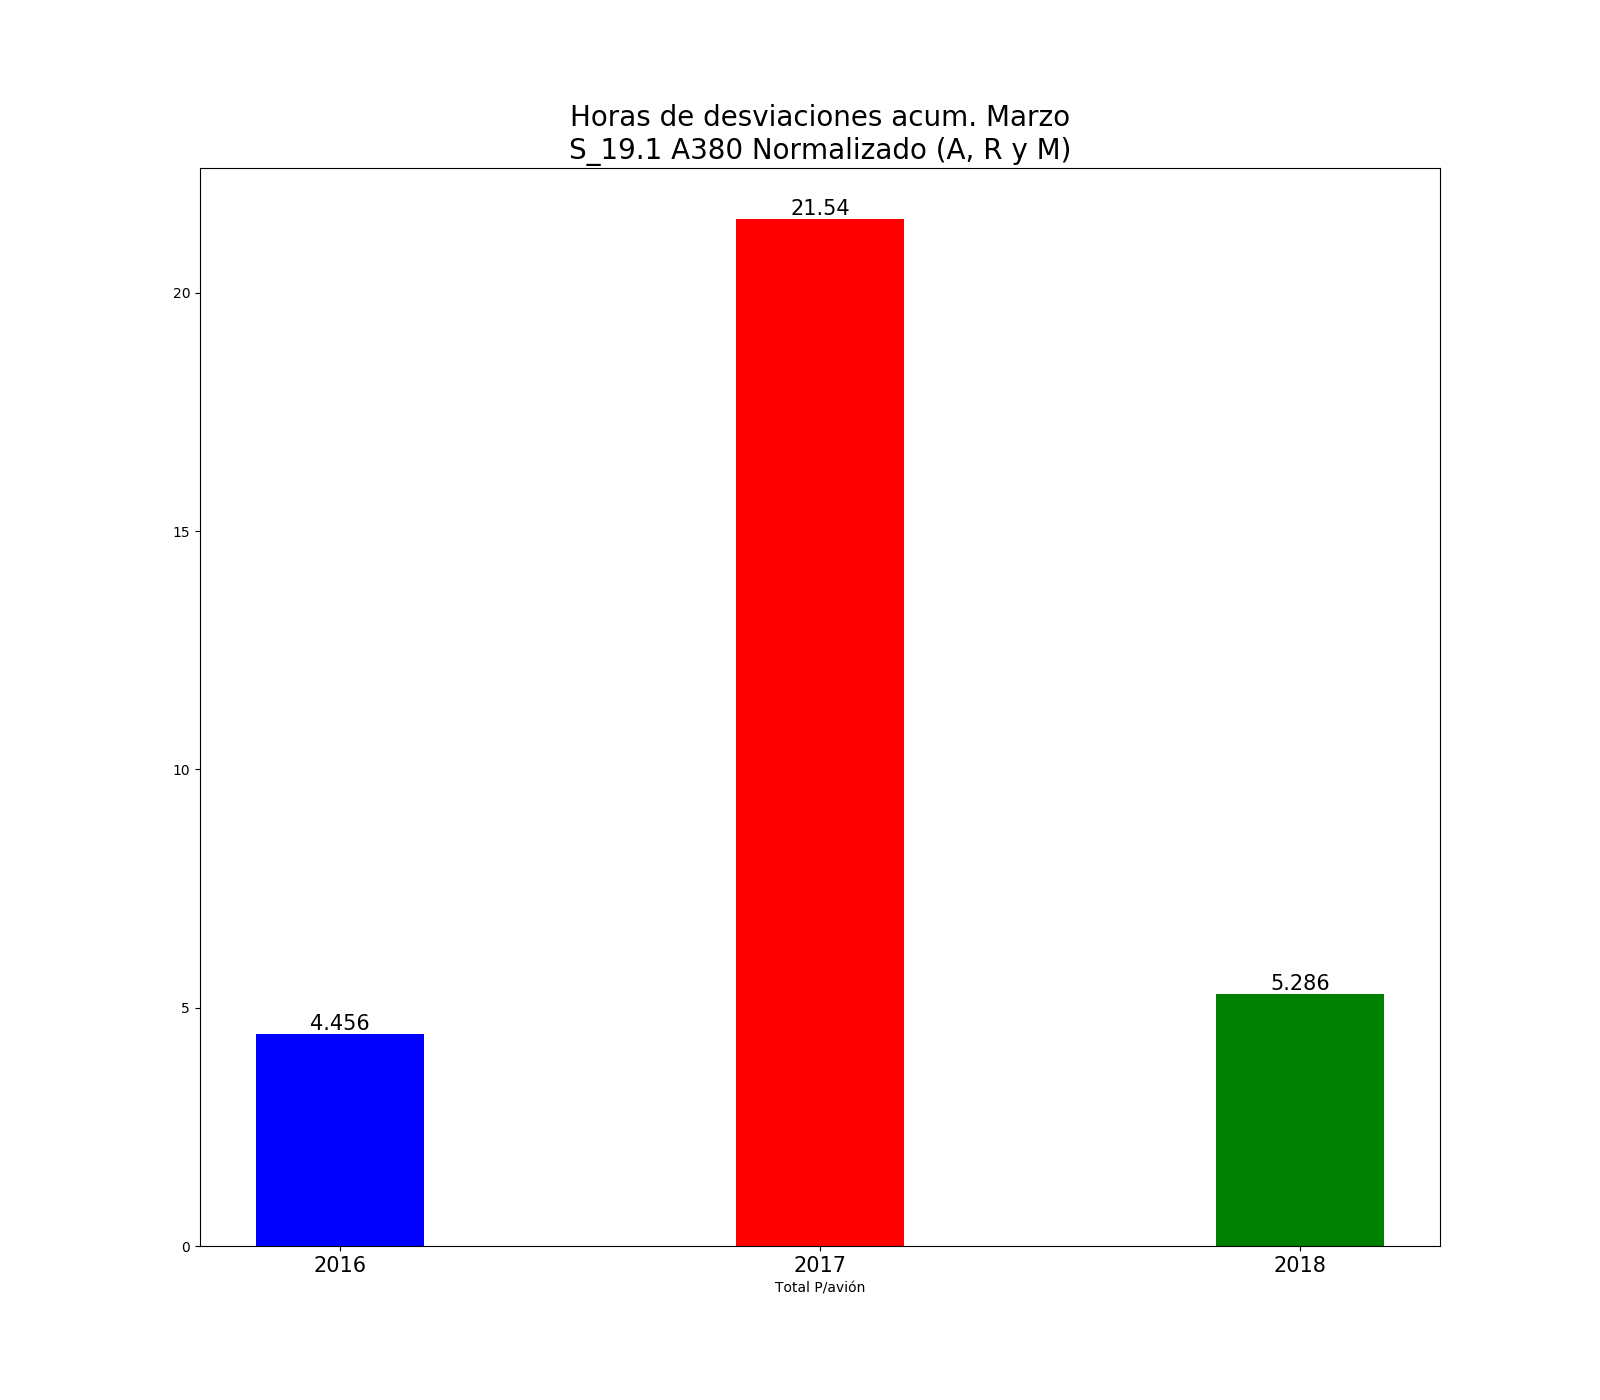 Horas de desviaciones acum. Marzo
S_19.1 A380 Normalizado (A, R y M)
21.54
20
15
10
5.286
5
4.456
0
2016 2017 2018
Total P/avión